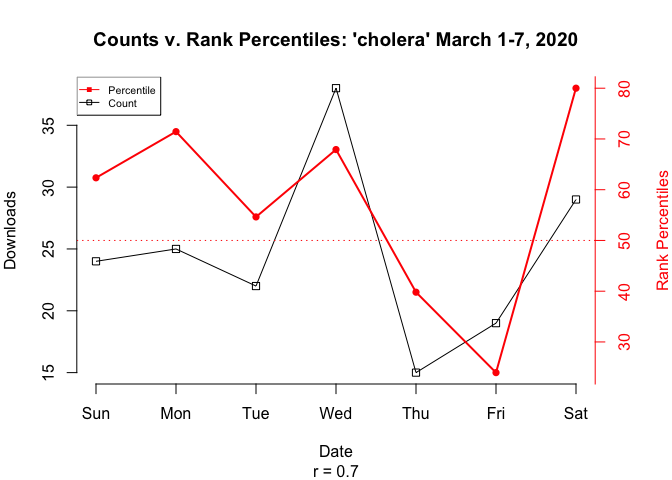 Counts v. Rank Percentiles: 'cholera' March 1-7, 2020
Percentile
Count
Downloads
35
30
25
20
15
80
70
60
50
40
30
Rank Percentiles
Sun Mon Tue Wed Thu Fri Sat
Date
r = 0.7